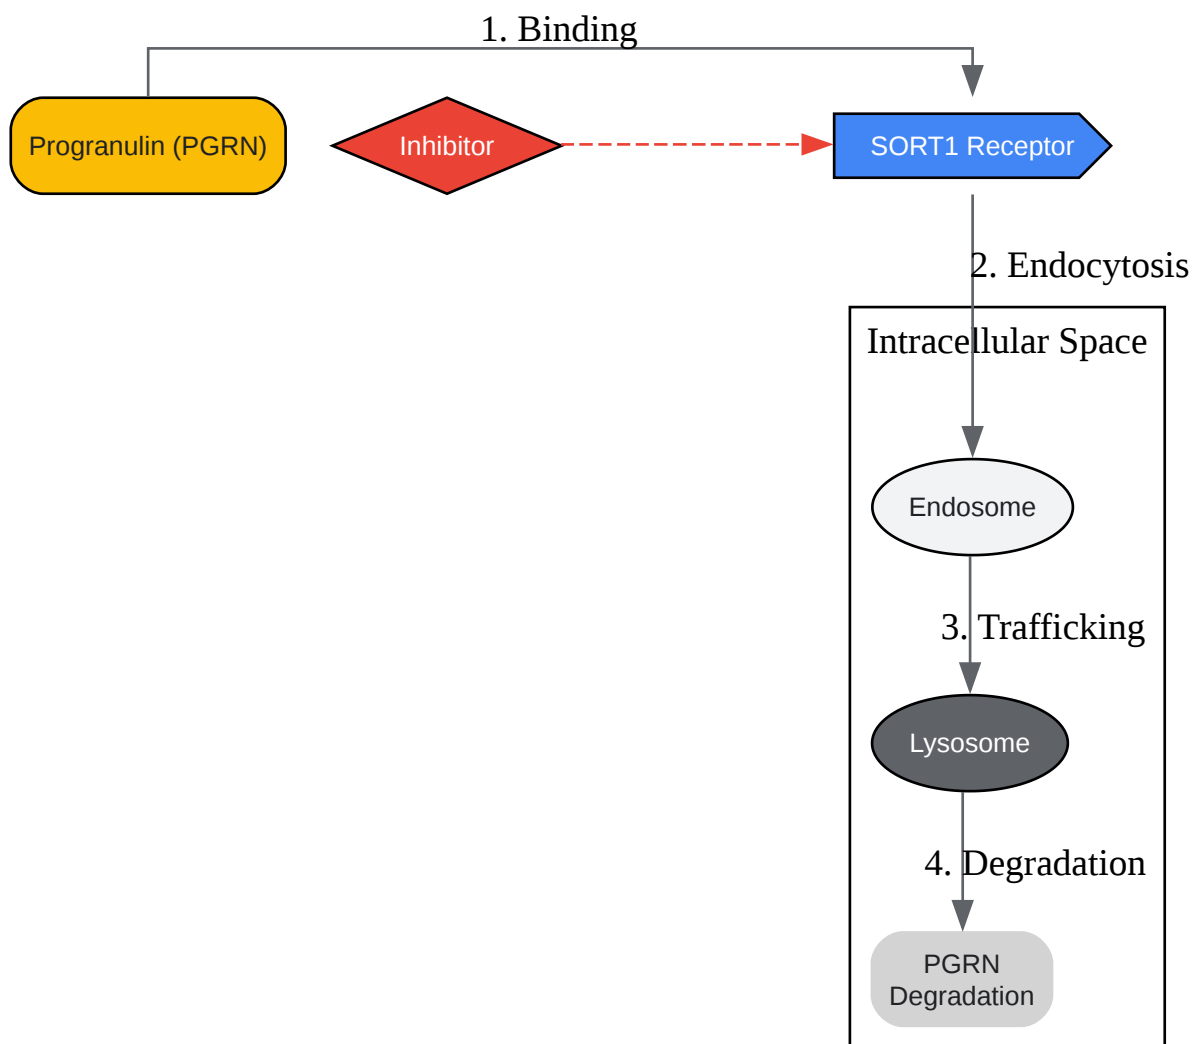 1. Binding
Progranulin (PGRN)
Inhibitor
SORT1 Receptor
2. Endocytosis
Intracellular Space
Endosome
3. Trafficking
Lysosome
4. Degradation
PGRN
Degradation